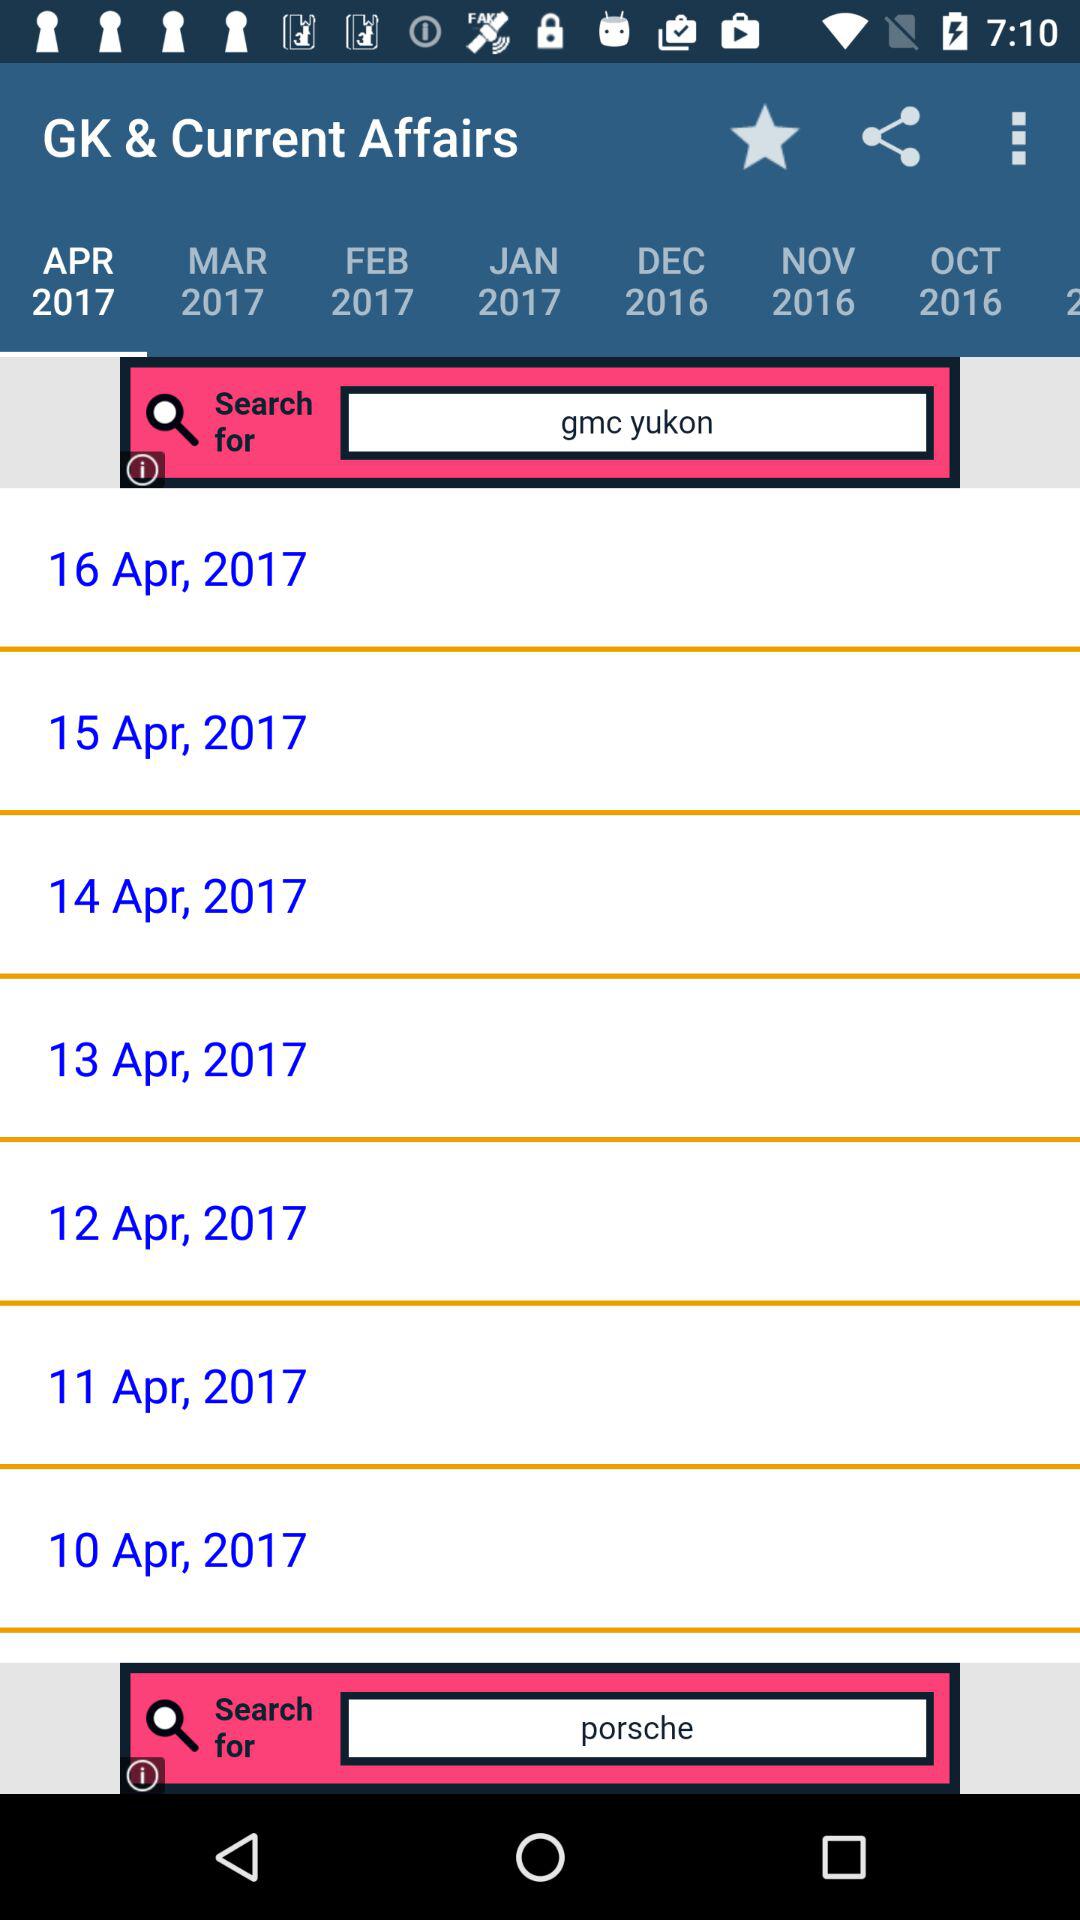 FAKE
7:10
GK & Current Affairs
APR MAR FEB JAN DEC NOV OCT
2017 2017 2017 2017 2016 2016 2016 2
Search
for
gmc yukon
16 Apr, 2017
15 Apr, 2017
14 Apr, 2017
13 Apr, 2017
12 Apr, 2017
11 Apr, 2017
10 Apr, 2017
Search
for
porsche